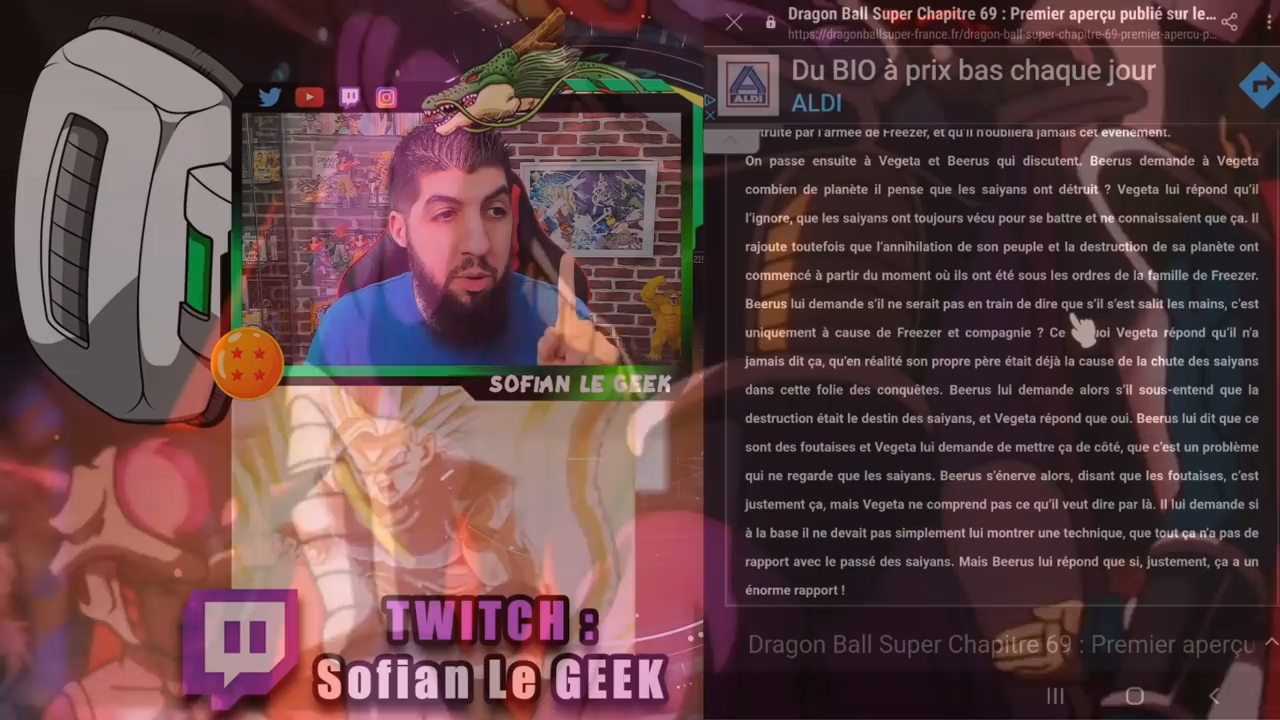 SOFIAN LE GEEK
TWITCH :
Sofian Le GEEK
Dragon Ball Super Chapitre 69 : Premier aperçu publié sur le...
https://dragonballsuper-france.fr/dragon-ball-super-chapitre-69-premier-apercu-p...
Du BIO à prix bas chaque jour
ALDI
ALDI
truite par l'armée de Freezer, et qu'il n'oubliera jamais cet évènement.
On passe ensuite à Vegeta et Beerus qui discutent. Beerus demande à Vegeta
combien de planète il pense que les saiyans ont détruit ? Vegeta lui répond qu'il
l'ignore, que les saiyans ont toujours vécu pour se battre et ne connaissaient que ça. Il
rajoute toutefois que l'annihilation de son peuple et la destruction de sa planète ont
commencé à partir du moment où ils ont été sous les ordres de la famille de Freezer.
Beerus lui demande s'il ne serait pas en train de dire que s'il s'est salit les mains, c'est
uniquement à cause de Freezer et compagnie ? Ce oi Vegeta répond qu'il n'a
jamais dit ça, qu'en réalité son propre père était déjà la cause de la chute des saiyans
dans cette folie des conquêtes. Beerus lui demande alors s'il sous-entend que la
destruction était le destin des saiyans, et Vegeta répond que oui. Beerus lui dit que ce
sont des foutaises et Vegeta lui demande de mettre ça de côté, que c'est un problème
qui ne regarde que les saiyans. Beerus s'énerve alors, disant que les foutaises, c'est
justement ça, mais Vegeta ne comprend pas ce qu'il veut dire par là. Il lui demande si
à la base il ne devait pas simplement lui montrer une technique, que tout ça n'a pas de
rapport avec le passé des saiyans. Mais Beerus lui répond que si, justement, ça a un
énorme rapport !
Dragon Ball Super Chapitre 69 : Premier aperçu